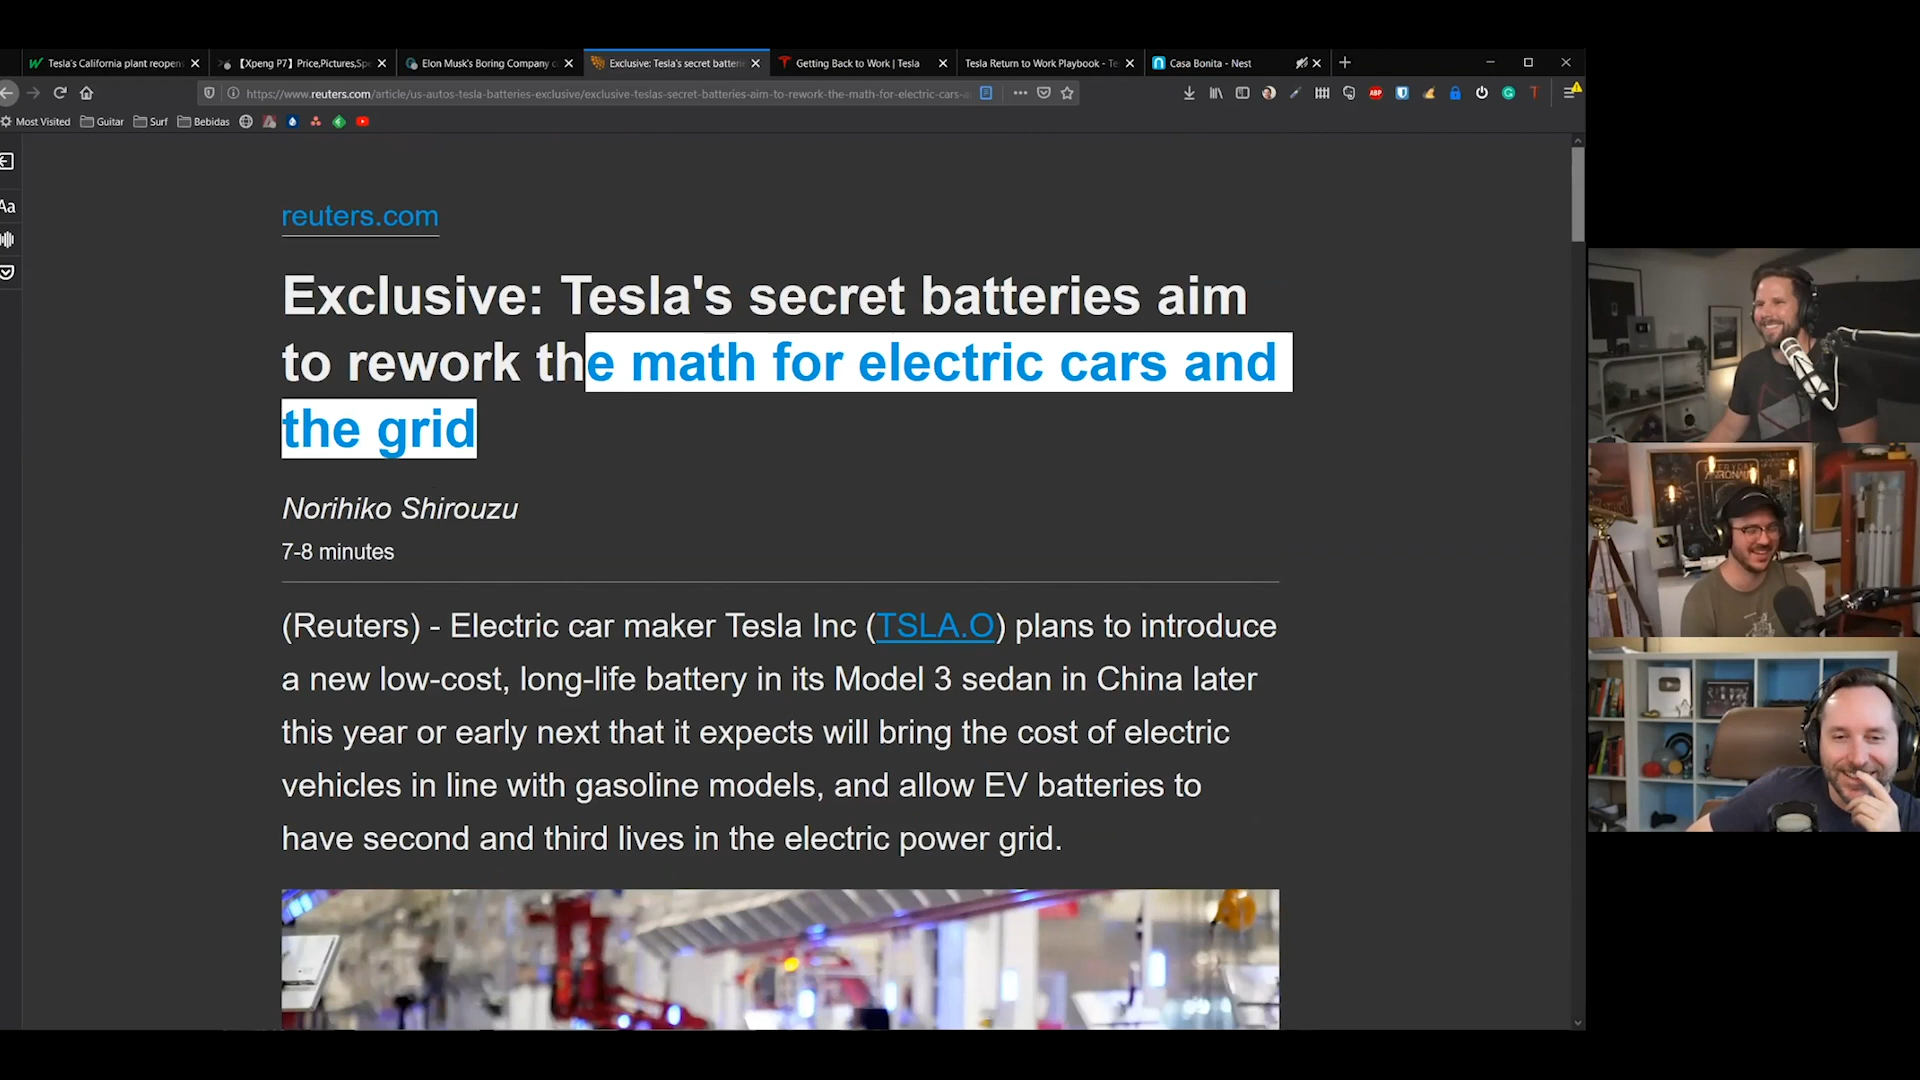 Tesla's California plant reopens
[Xpeng P7] Price,Pictures,Spe
Elon Musk's Boring Company c
Exclusive: Tesla's secret batterie
Getting Back to Work | Tesla
Tesla Return to Work Playbook - Te
Casa Bonita - Nest
https://www.reuters.com/article/us-autos-tesla-batteries-exclusive/exclusive-teslas-secret-batteries-aim-to-rework-the-math-for-electric-cars-a
ABP
Most Visited
Guitar
Surf
Bebidas
Aa
reuters.com
Exclusive: Tesla's secret batteries aim
to rework the math for electric cars and
the grid
Norihiko Shirouzu
7-8 minutes
(Reuters) - Electric car maker Tesla Inc (TSLA.O) plans to introduce
a new low-cost, long-life battery in its Model 3 sedan in China later
this year or early next that it expects will bring the cost of electric
vehicles in line with gasoline models, and allow EV batteries to
have second and third lives in the electric power grid.